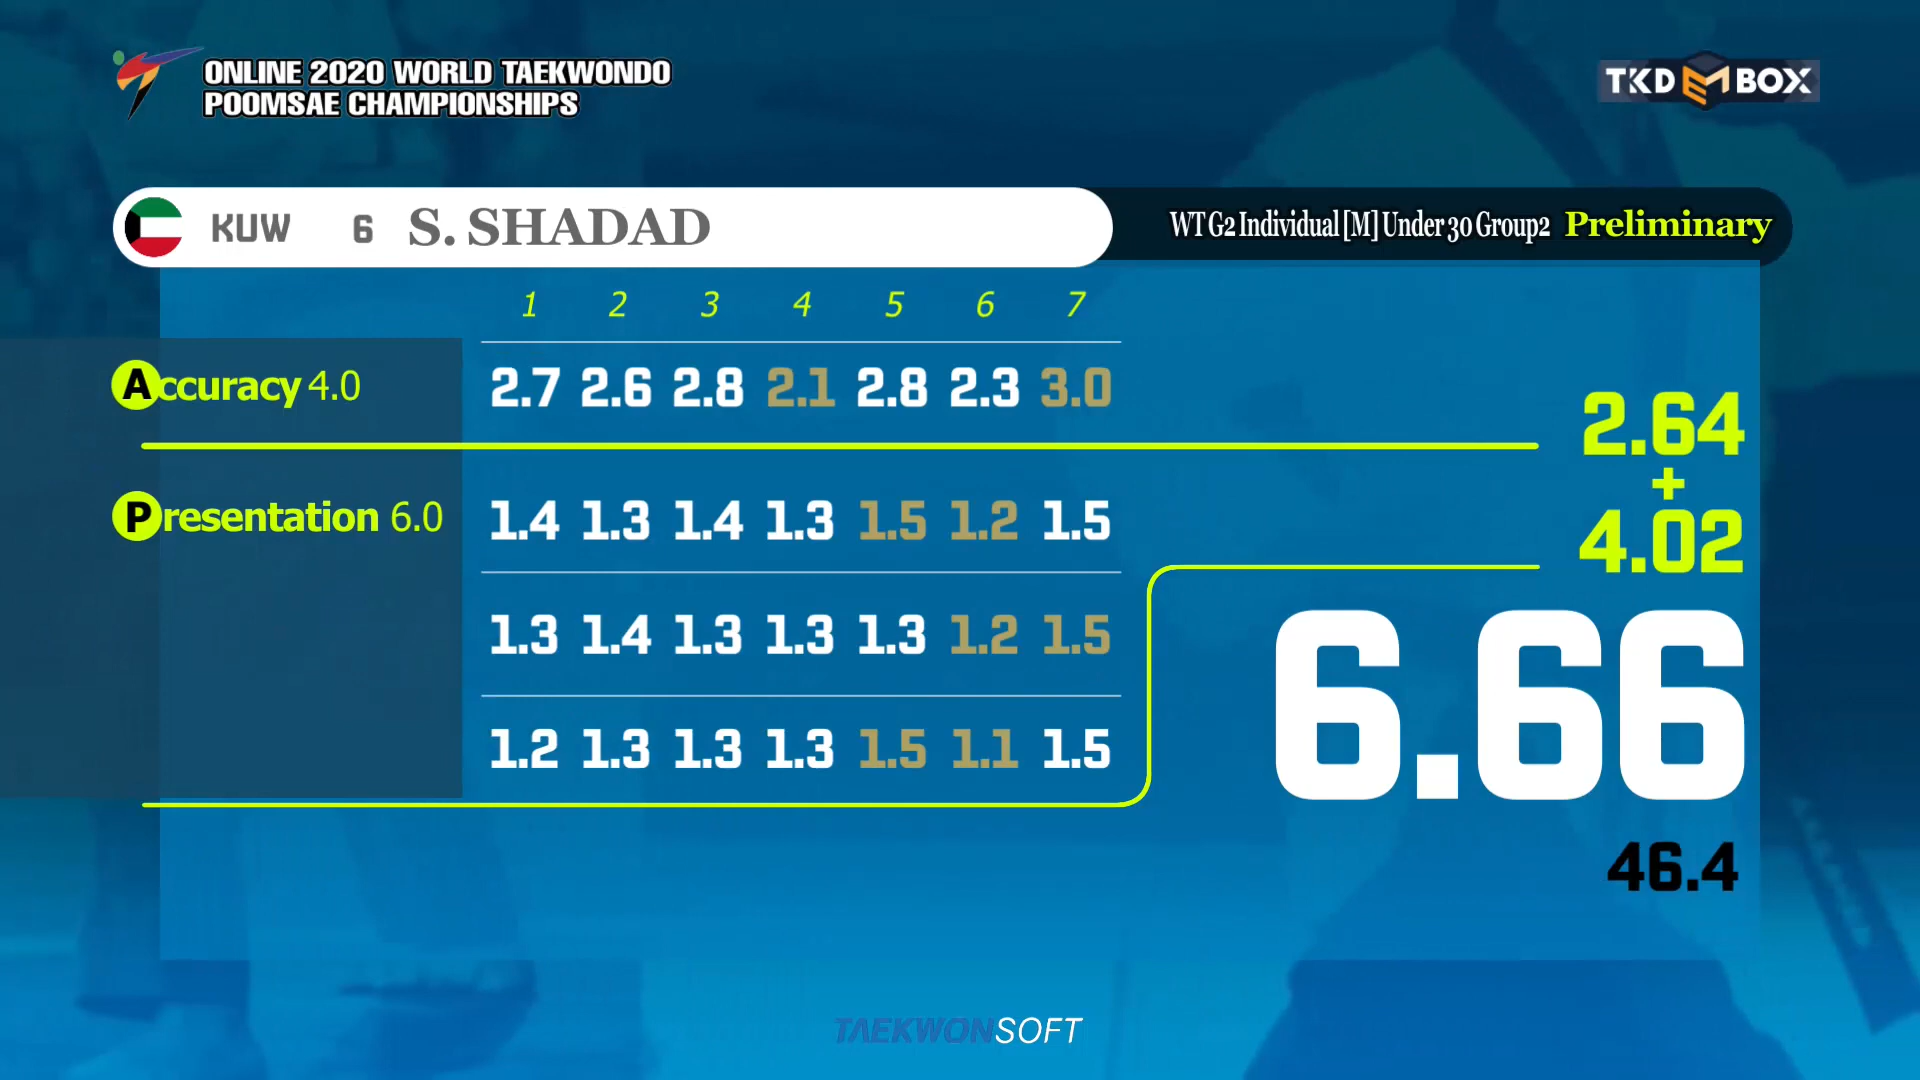 ONLINE 2020 WORLD TAEKWONDO
POOMSAE CHAMPIONSHIPS
TKD BOX
KUW 6 S. SHADAD
WT G2 Individual [M] Under 30 Group2 Preliminary
1 2 3 4 5 6 7
Accuracy 4.0 2.7 2.6 2.8 2.1 2.8 2.3 3.0
2.64
+
Presentation 6.0 1.4 1.3 1.4 1.3 1.5 1.2 1.5
4.02
1.3 1.4 1.3 1.3 1.3 1.2 1.5
6.66
1.2 1.3 1.3 1.3 1.5 1.1 1.5
46.4
TAEKWONSOFT